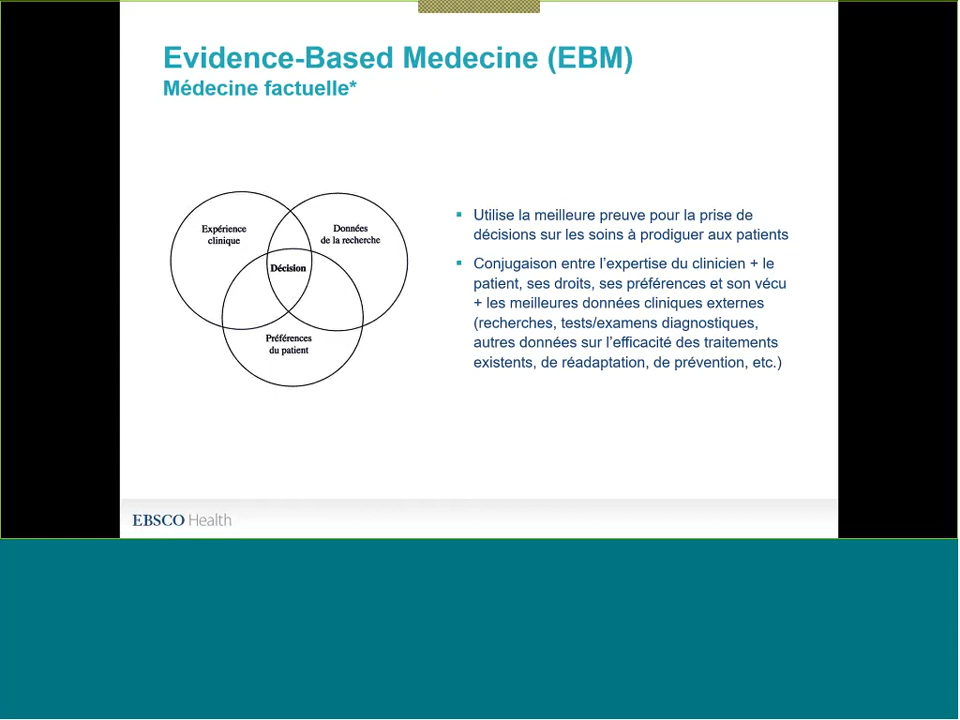 Evidence-Based Medecine (EBM)
Médecine factuelle*
Expérience
clinique
Données
de la recherche
Décision
Préférences
du patient
Utilise la meilleure preuve pour la prise de
décisions sur les soins à prodiguer aux patients
Conjugaison entre l'expertise du clinicien + le
patient, ses droits, ses préférences et son vécu
+ les meilleures données cliniques externes
(recherches, tests/examens diagnostiques,
autres données sur l'efficacité des traitements
existents, de réadaptation, de prévention, etc.)
EBSCO Health